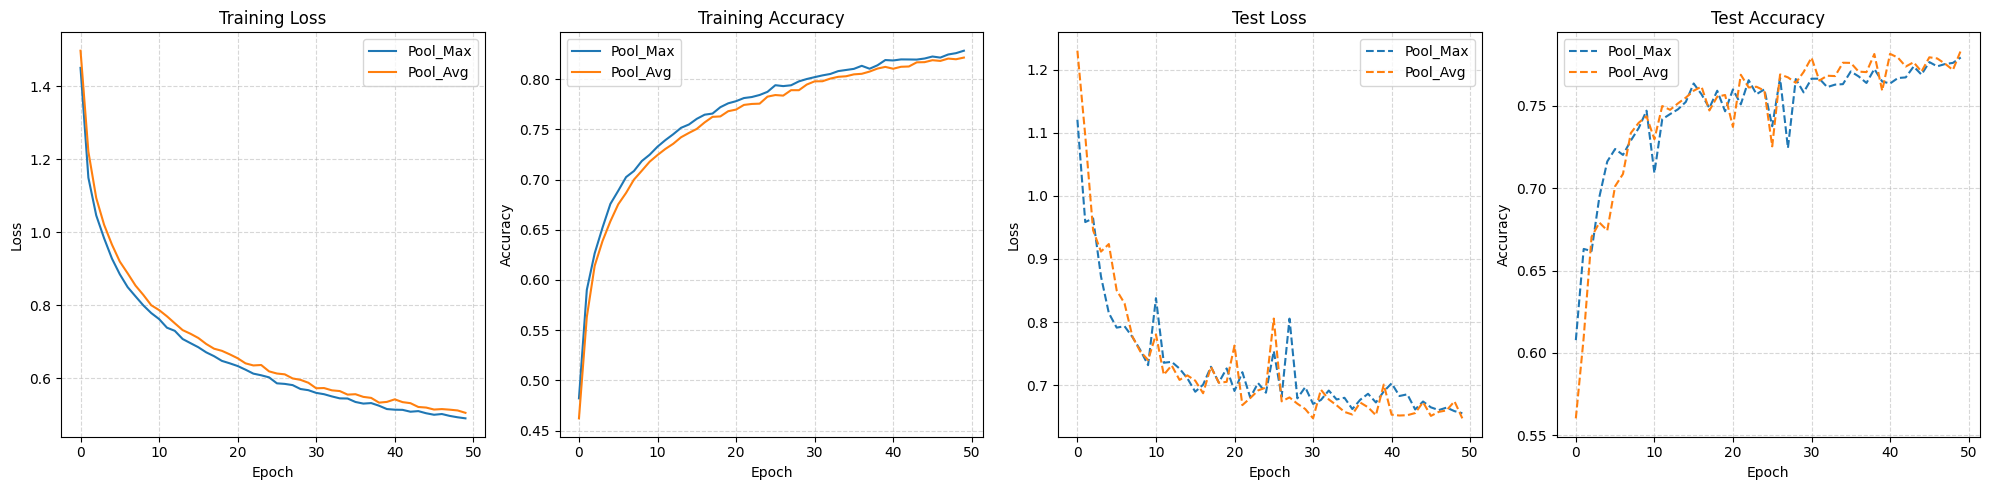 Training Loss
Pool_Max
Pool_Avg
1.4
1.2
1.0
0.8
0.6
Loss
0 10 20 30 40 50
Epoch
Training Accuracy
Pool_Max
Pool_Avg
0.80
0.75
0.70
0.65
0.60
0.55
0.50
0.45
Accuracy
0 10 20 30 40 50
Epoch
Test Loss
Pool_Max
Pool_Avg
1.2
1.1
1.0
0.9
0.8
0.7
Loss
0 10 20 30 40 50
Epoch
Test Accuracy
Pool_Max
Pool_Avg
0.75
0.70
0.65
0.60
0.55
Accuracy
0 10 20 30 40 50
Epoch